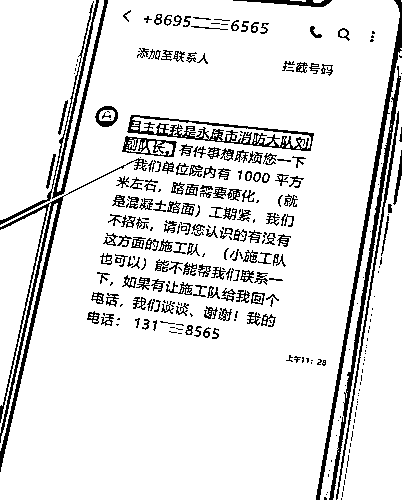 +8695 6565
添加至联系人 拦截号码
主任我是永康市消防大队刘
副队长，有件事想麻烦您一下
我们单位院内有 1000 平方
米左右，路面需要硬化，（就
是混凝土路面）工期紧，我们
不招标，请问您认识的有没有
这方面的施工队，（小施工队
也可以）能不能帮我们联系一
下，如果有让施工队给我回个
电话，我们谈谈、谢谢！我的
电话：131 8565
上午11：28